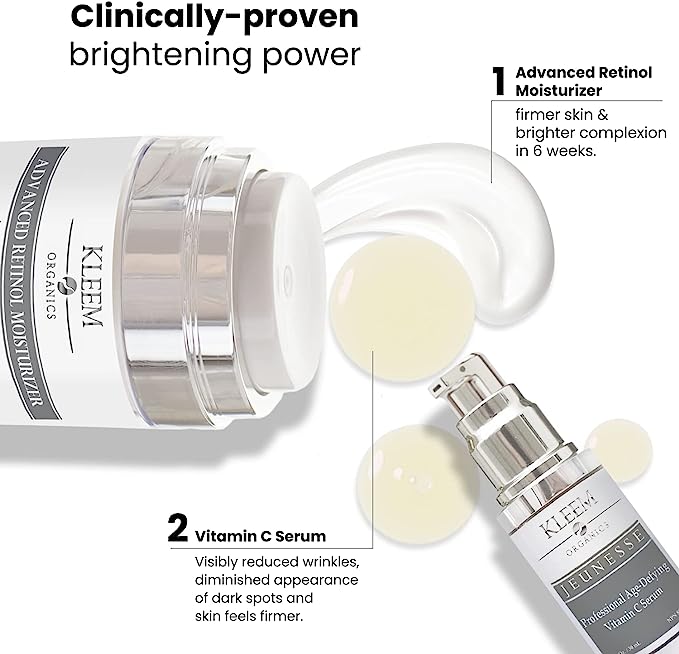 Clinically-proven
brightening power
1 Advanced Retinol
Moisturizer
firmer skin &
brighter complexion
in 6 weeks.
KLEEM
ORGANICS
ADVANCED RETINOL MOISTURIZER
2 Vitamin C Serum
Visibly reduced wrinkles,
diminished appearance
of dark spots and
skin feels firmer.
KLEEM
ORGANICS
JEUNESSE
Professional Age-Defying
Vitamin C Serum